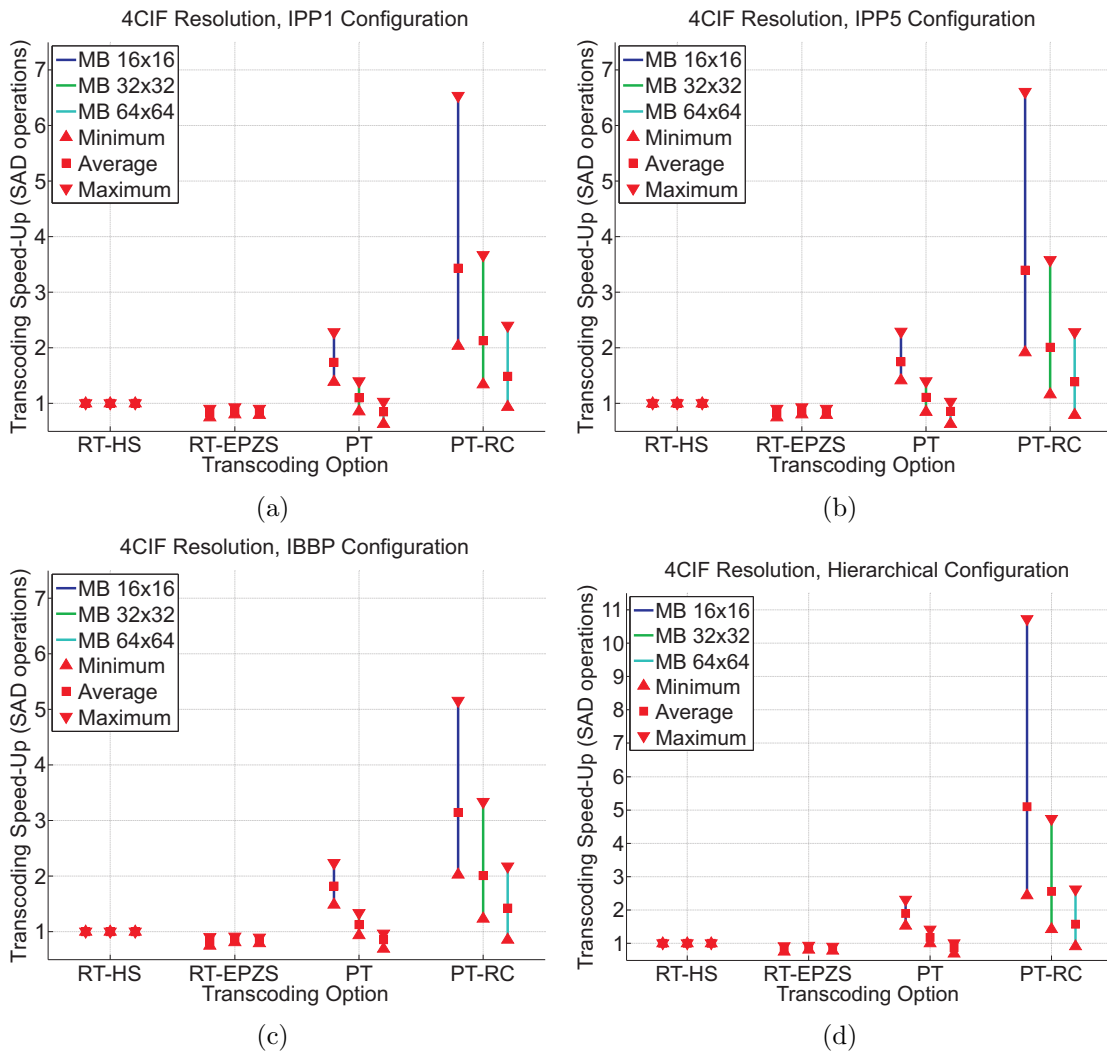 4CIF Resolution, IPP1 Configuration
Transcoding Speed-Up (SAD operations)
7
6
5
4
3
2
1
MB 16x16
MB 32x32
MB 64x64
Minimum
Average
Maximum
RT-HS RT-EPZS PT PT-RC
Transcoding Option
(a)
4CIF Resolution, IPP5 Configuration
Transcoding Speed-Up (SAD operations)
7
6
5
4
3
2
1
MB 16x16
MB 32x32
MB 64x64
Minimum
Average
Maximum
RT-HS RT-EPZS PT PT-RC
Transcoding Option
(b)
4CIF Resolution, IBBP Configuration
Transcoding Speed-Up (SAD operations)
7
6
5
4
3
2
1
MB 16x16
MB 32x32
MB 64x64
Minimum
Average
Maximum
RT-HS RT-EPZS PT PT-RC
Transcoding Option
(c)
4CIF Resolution, Hierarchical Configuration
Transcoding Speed-Up (SAD operations)
11
10
9
8
7
6
5
4
3
2
1
MB 16x16
MB 32x32
MB 64x64
Minimum
Average
Maximum
RT-HS RT-EPZS PT PT-RC
Transcoding Option
(d)